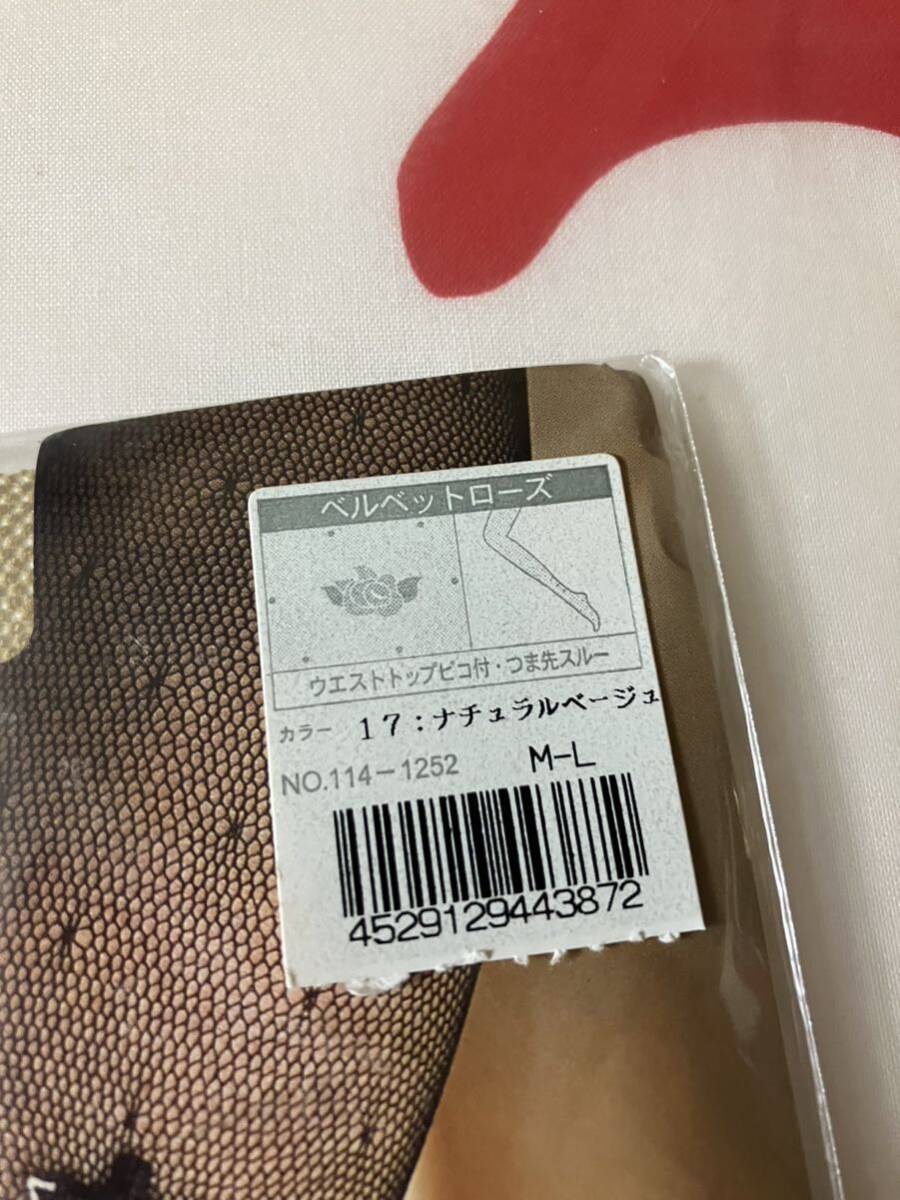 ベルベットローズ
ウエストトップピコ付・つま先スルー
カラー 17:ナチュラルベージュ
NO.114-1252 M-L
4529129443872